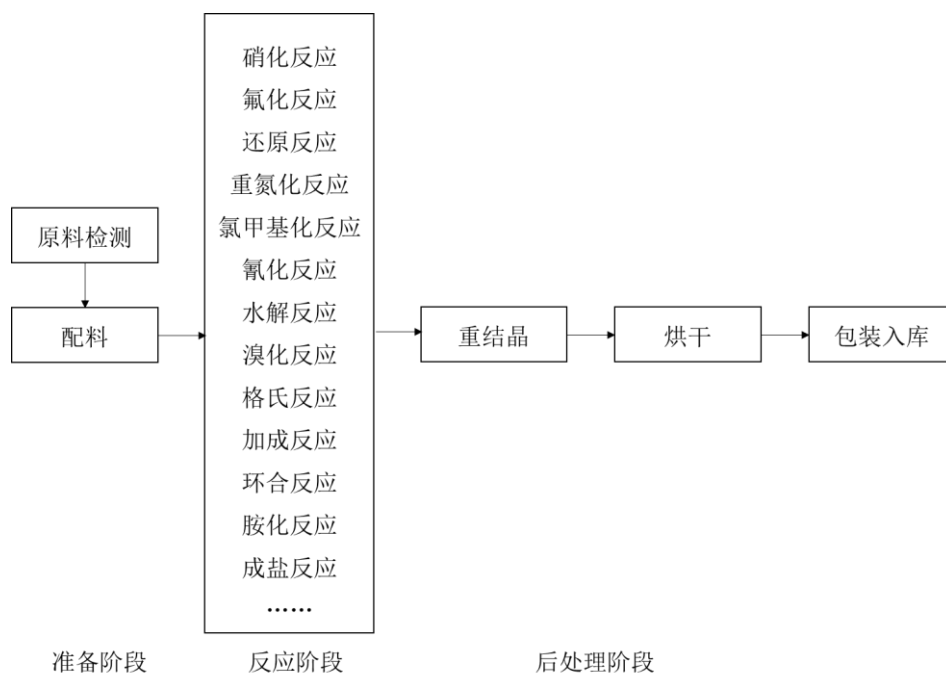 原料检测
配料
硝化反应
氟化反应
还原反应
重氮化反应
氯甲基化反应
氰化反应
水解反应
溴化反应
格氏反应
加成反应
环合反应
胺化反应
成盐反应
……
重结晶
烘干
包装入库
准备阶段
反应阶段
后处理阶段